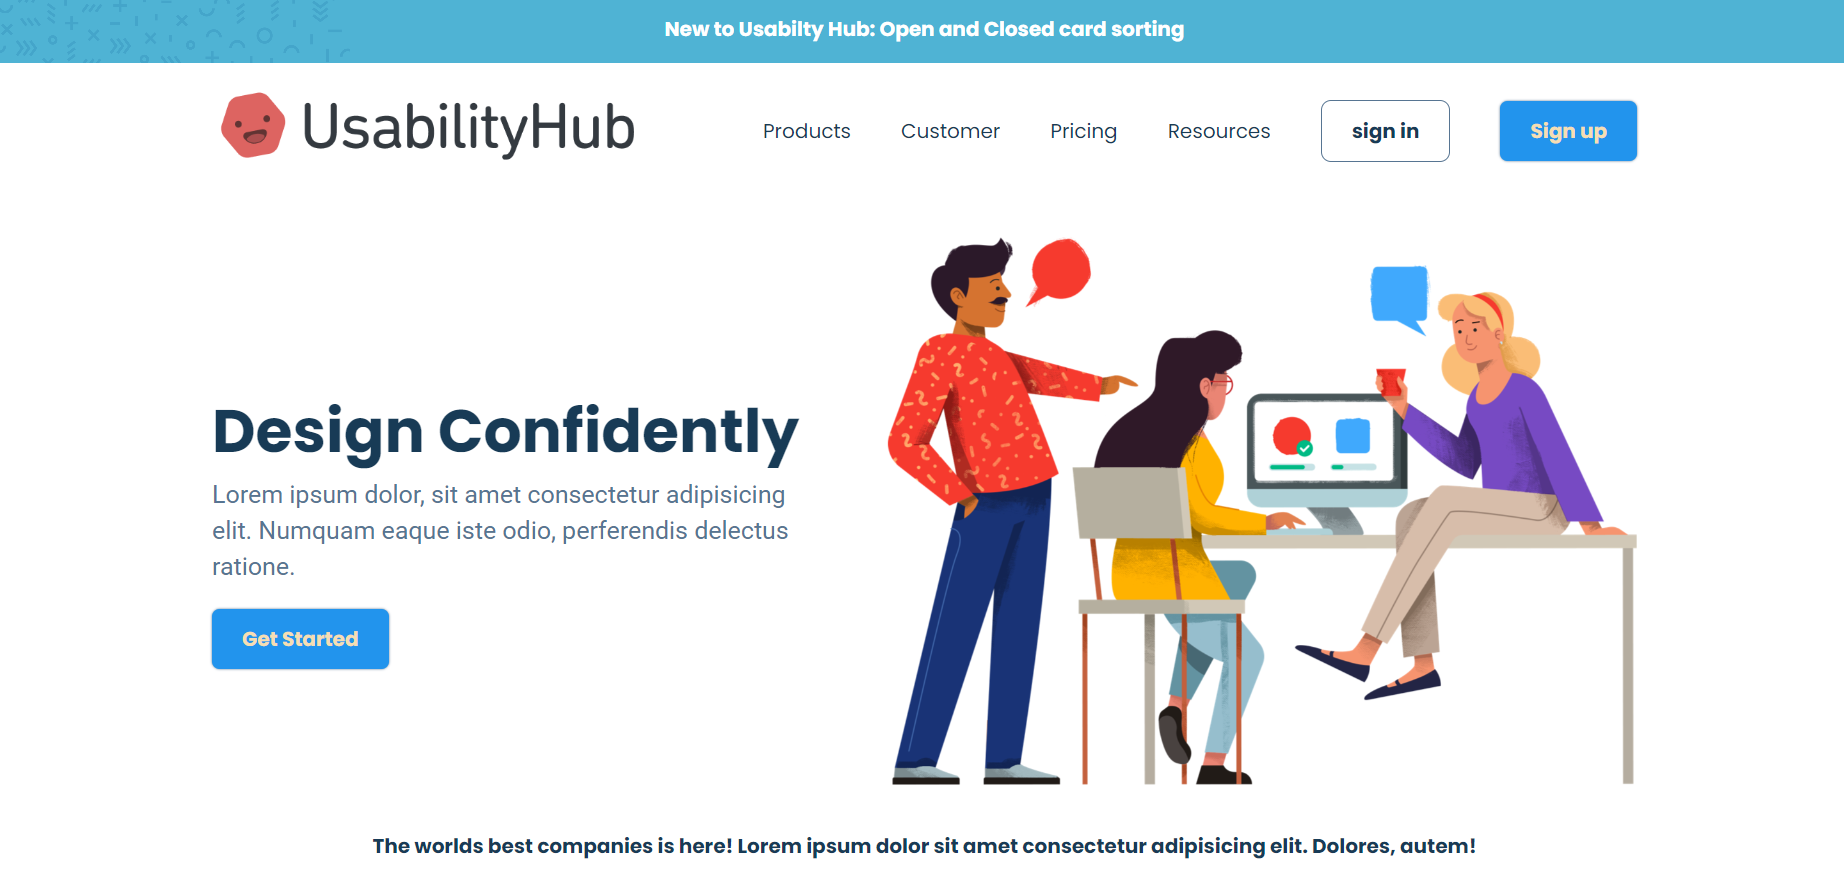 New to Usabilty Hub: Open and Closed card sorting
UsabilityHub
Products
Customer
Pricing
Resources
sign in
Sign up
Design Confidently
Lorem ipsum dolor, sit amet consectetur adipisicing
elit. Numquam eaque iste odio, perferendis delectus
ratione.
Get Started
The worlds best companies is here! Lorem ipsum dolor sit amet consectetur adipisicing elit. Dolores, autem!